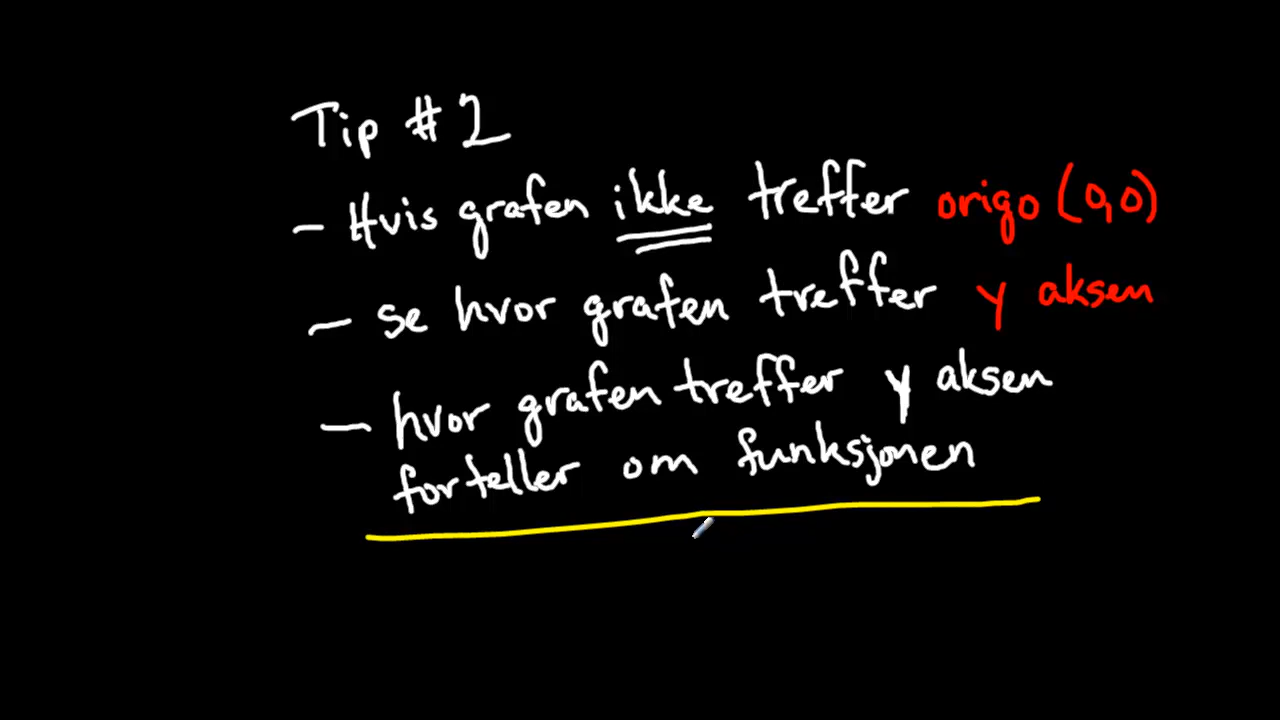 Tip # 2
- Hvis grafen ikke treffer origo (0,0)
- se hvor grafen treffer y aksen
- hvor grafen treffer y aksen
forteller om funksjonen